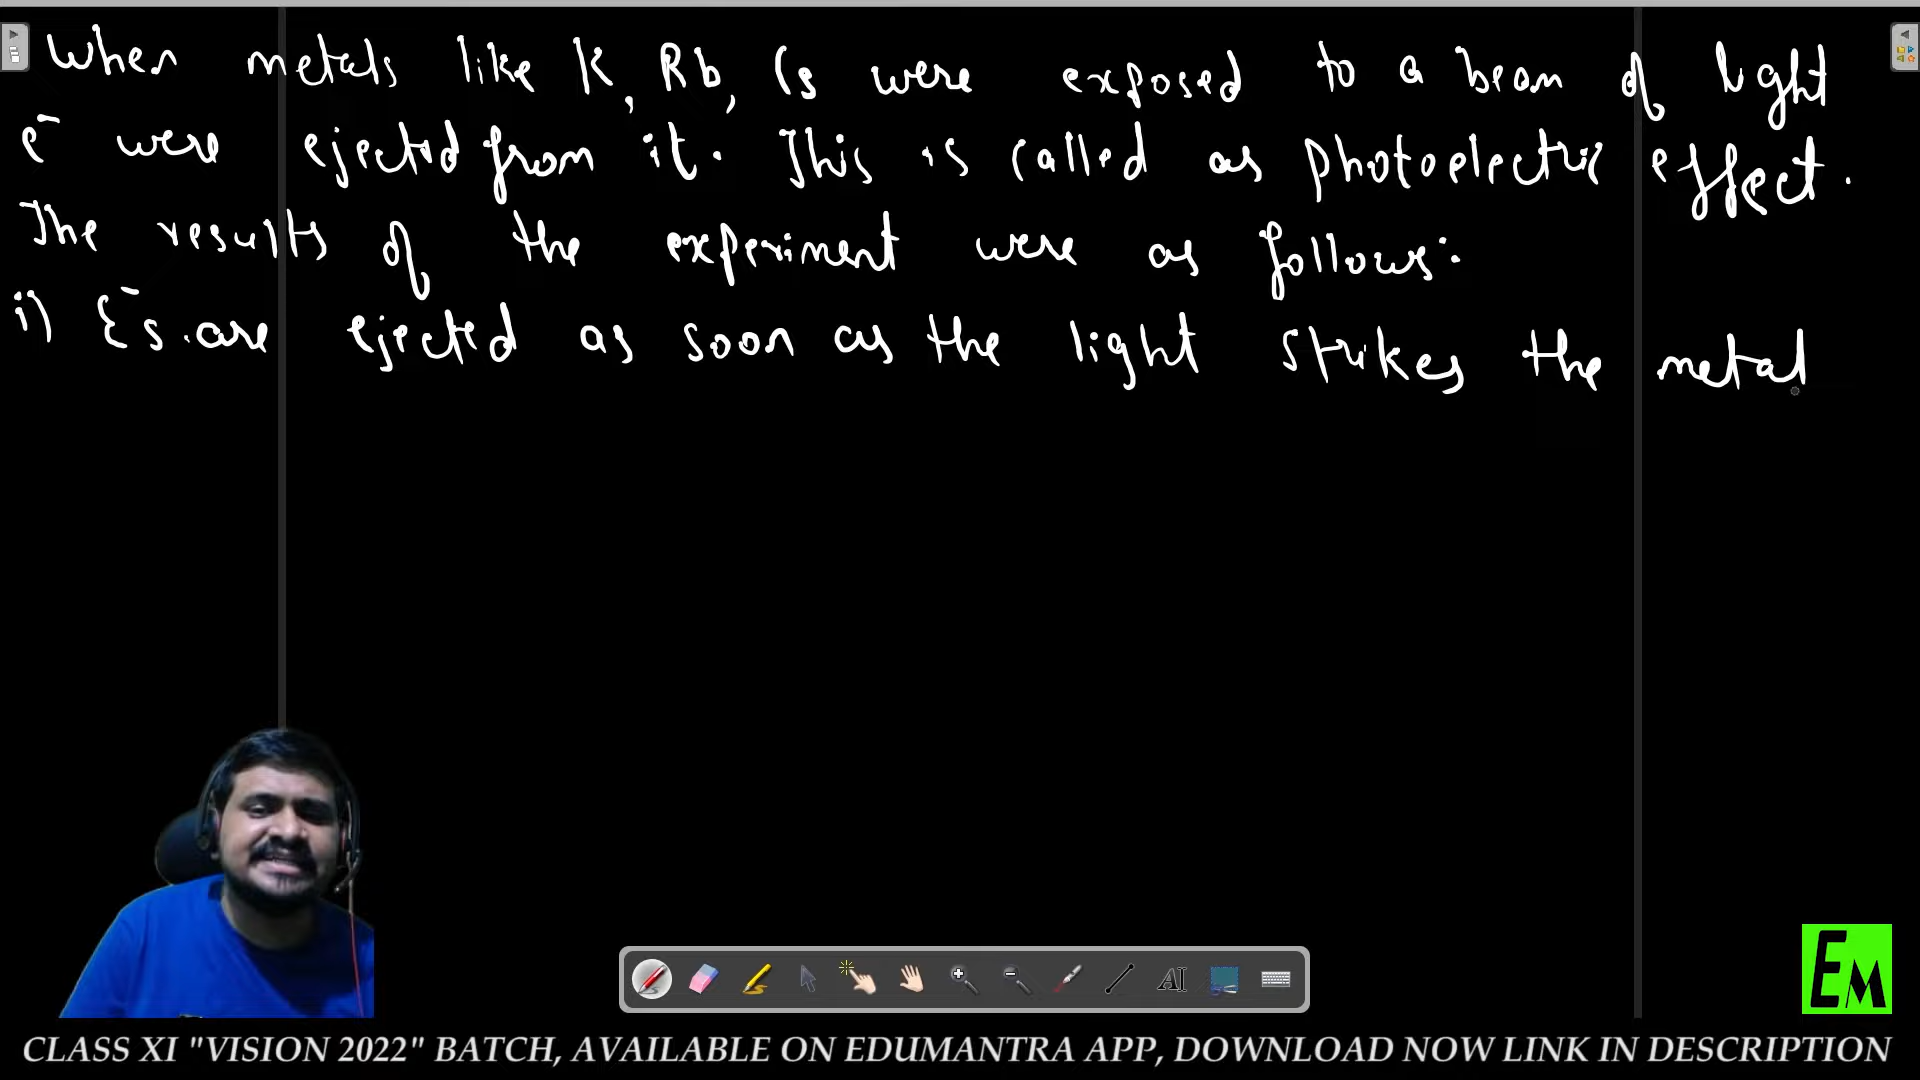 When metals like K, Rb, Cs were exposed to a beam of light
e⁻ were ejected from it. This is called as photoelectric effect.
The results of the experiment were as follows:
i) E⁻s. are ejected as soon as the light strikes the metal
AI
EM
CLASS XI "VISION 2022" BATCH, AVAILABLE ON EDUMANTRA APP, DOWNLOAD NOW LINK IN DESCRIPTION